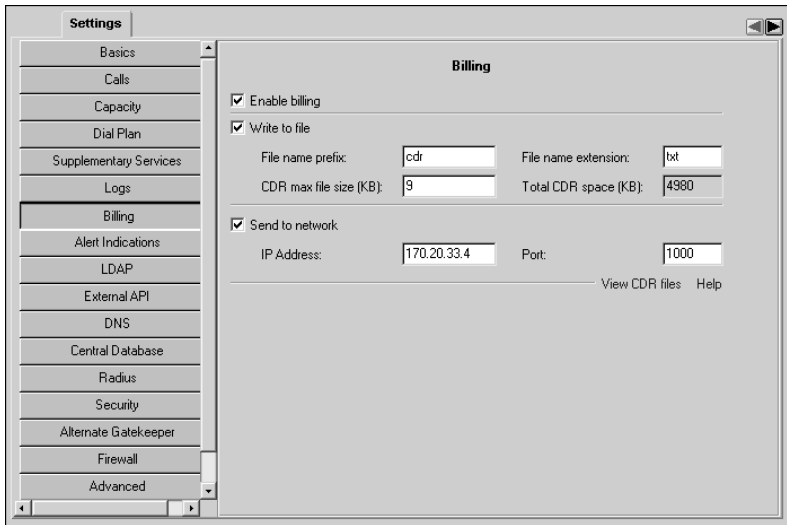 Settings
Basics
Calls
Capacity
Dial Plan
Supplementary Services
Logs
Billing
Alert Indications
LDAP
External API
DNS
Central Database
Radius
Security
Alternate Gatekeeper
Firewall
Advanced
Billing
Enable billing
Write to file
File name prefix: cdr File name extension: txt
CDR max file size (KB): 9 Total CDR space (KB): 4980
Send to network
IP Address: 170.20.33.4 Port: 1000
View CDR files Help